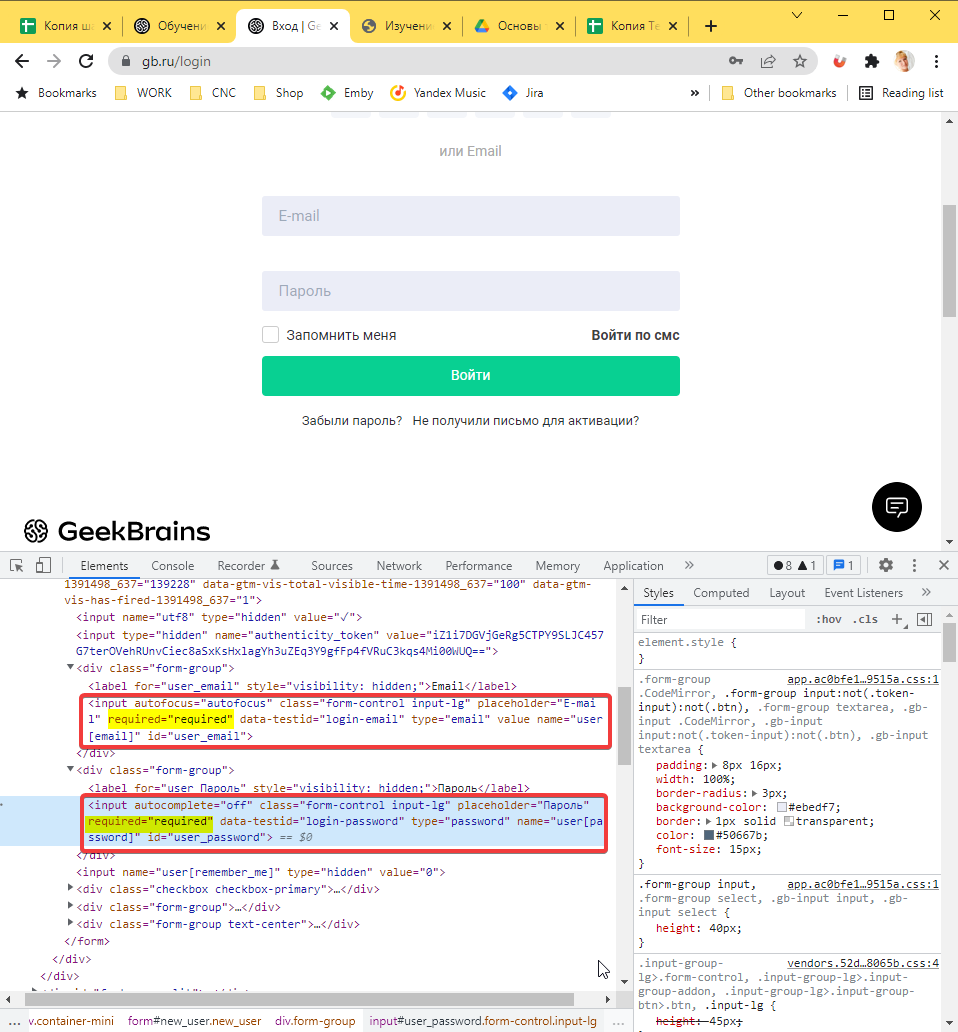 Копия ша
Обучени
Вход | Ge
Изучени
Основы т
Копия Те
gb.ru/login
Bookmarks WORK CNC Shop Emby Yandex Music Jira » Other bookmarks Reading list
или Email
E-mail
Пароль
Запомнить меня Войти по смс
Войти
Забыли пароль? Не получили письмо для активации?
GeekBrains
Elements Console Recorder Sources Network Performance Memory Application » 8 1 1
1391498_637="139228" data-gtm-vis-total-visible-time-1391498_637="100" data-gtm-
vis-has-fired-1391498_637="1">
<input name="utf8" type="hidden" value="✓">
<input type="hidden" name="authenticity_token" value="iZ1i7DGVjGeRg5CTPY9SLJC457
G7terOVehRUnvCiec8aSxKsHxlagYh3uZEq3Y9gfFp4fVRuC3kqs4Mi00WUQ==">
<div class="form-group">
<label for="user_email" style="visibility: hidden;">Email</label>
<input autofocus="autofocus" class="form-control input-lg" placeholder="E-mai
l" required="required" data-testid="login-email" type="email" value name="user
[email]" id="user_email">
</div>
<div class="form-group">
<label for="user_Пароль" style="visibility: hidden;">Пароль</label>
<input autocomplete="off" class="form-control input-lg" placeholder="Пароль"
required="required" data-testid="login-password" type="password" name="user[pa
ssword]" id="user_password"> == $0
</div>
<input name="user[remember_me]" type="hidden" value="0">
<div class="checkbox checkbox-primary">…</div>
<div class="form-group">…</div>
<div class="form-group text-center">…</div>
</form>
</div>
</div>
… v.container-mini form#new_user.new_user div.form-group input#user_password.form-control.input-lg …
Styles Computed Layout Event Listeners »
Filter :hov .cls +
element.style {
}
.form-group app.ac0bfe1…9515a.css:1
.CodeMirror, .form-group input:not(.token-
input):not(.btn), .form-group textarea, .gb-
input .CodeMirror, .gb-input
input:not(.token-input):not(.btn), .gb-input
textarea {
padding: 8px 16px;
width: 100%;
border-radius: 3px;
background-color: #ebedf7;
border: 1px solid transparent;
color: #50667b;
font-size: 15px;
}
.form-group input, app.ac0bfe1…9515a.css:1
.form-group select, .gb-input input, .gb-
input select {
height: 40px;
}
.input-group- vendors.52d…8065b.css:4
lg>.form-control, .input-group-lg>.input-
group-addon, .input-group-lg>.input-group-
btn>.btn, .input-lg {
height: 45px;